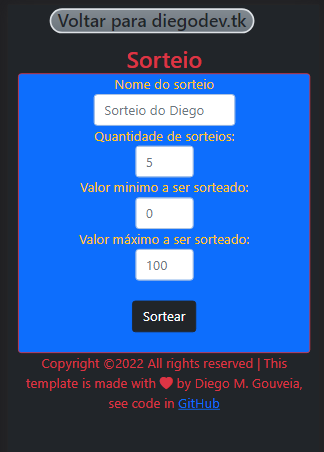 Voltar para diegodev.tk
Sorteio
Nome do sorteio
Sorteio do Diego
Quantidade de sorteios:
5
Valor minimo a ser sorteado:
0
Valor máximo a ser sorteado:
100
Sortear
Copyright ©2022 All rights reserved | This
template is made with ❤ by Diego M. Gouveia,
see code in GitHub